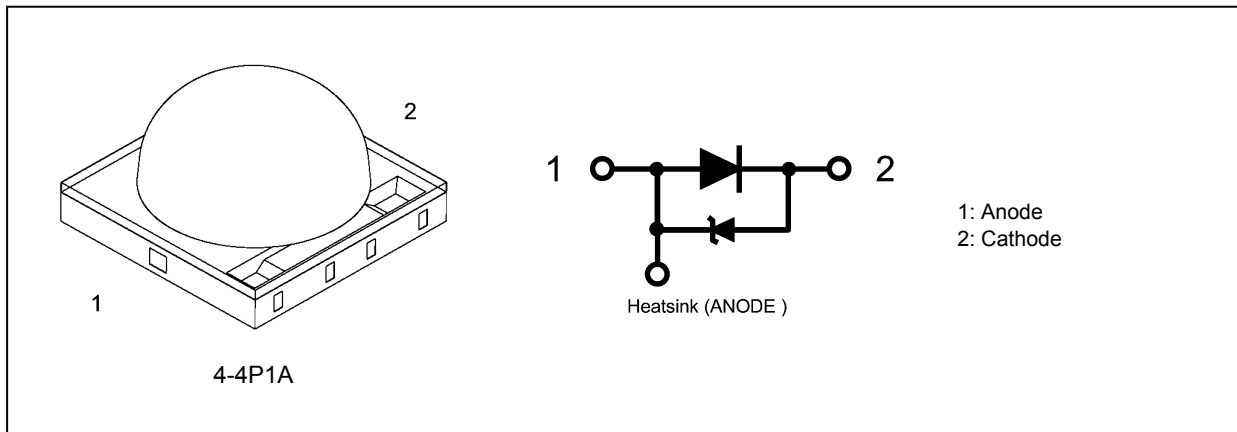 2
1
4-4P1A
1
2
Heatsink (ANODE )
1: Anode
2: Cathode